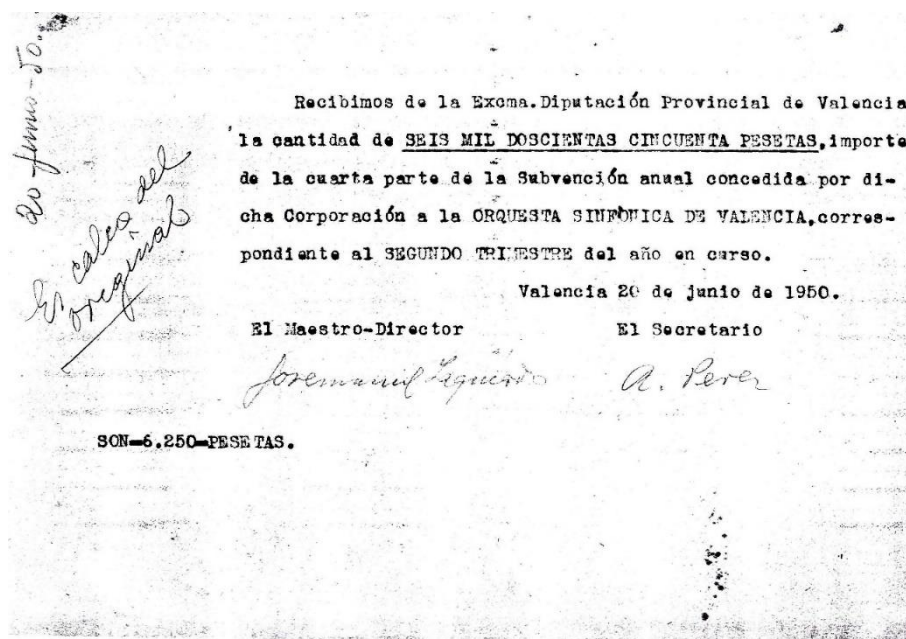 20 junio-50.
Es calco del
original
Recibimos de la Excma.Diputación Provincial de Valencia
la cantidad de SEIS MIL DOSCIENTAS CINCUENTA PESETAS,importe
de la cuarta parte de la Subvención anual concedida por di-
cha Corporación a la ORQUESTA SINFÓNICA DE VALENCIA,corres-
pondiente al SEGUNDO TRIMESTRE del año en curso.
Valencia 20 de junio de 1950.
El Maestro-Director El Secretario
Josemanuel Izquierdo A. Perez
SON=6.250=PESETAS.